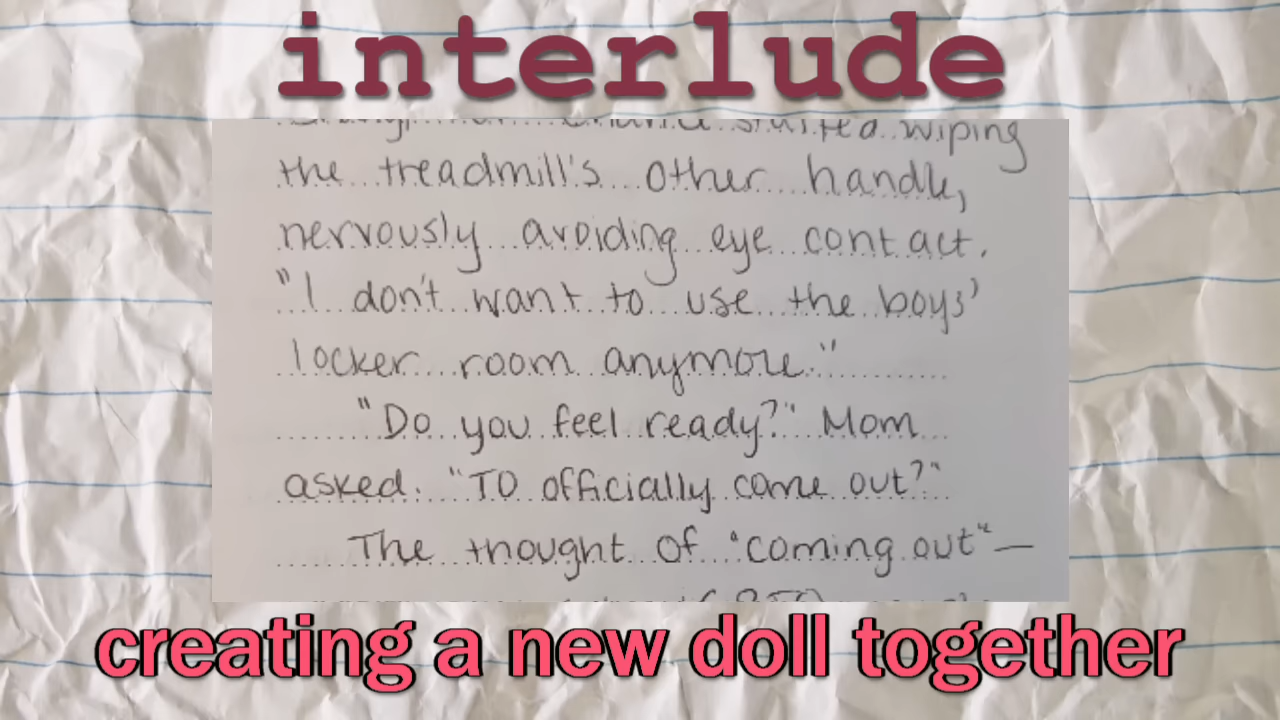 interlude
started wiping
the treadmill's other handle,
nervously avoiding eye contact.
"I don't want to use the boys'
locker room anymore."
"Do you feel ready?" Mom
asked. "To officially come out?"
The thought of "coming out"—
creating a new doll together